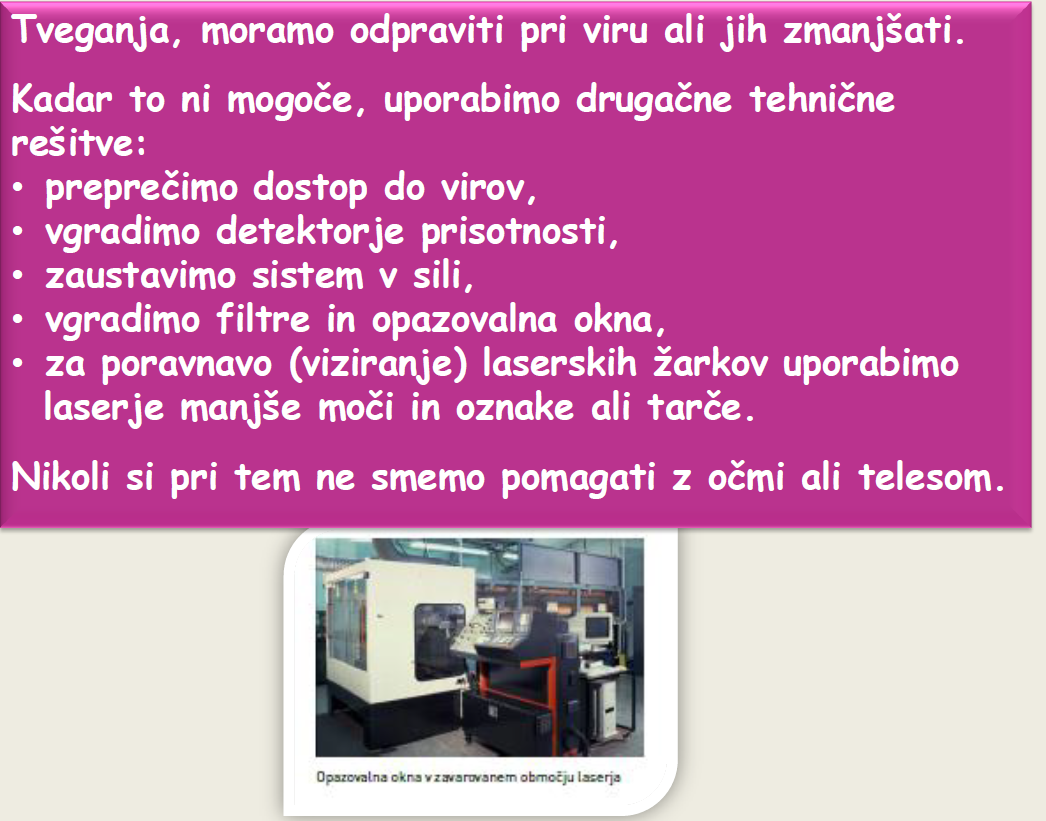 Tveganja, moramo odpraviti pri viru ali jih zmanjšati.
Kadar to ni mogoče, uporabimo drugačne tehnične
rešitve:
• preprečimo dostop do virov,
• vgradimo detektorje prisotnosti,
• zaustavimo sistem v sili,
• vgradimo filtre in opazovalna okna,
• za poravnavo (viziranje) laserskih žarkov uporabimo
laserje manjše moči in oznake ali tarče.
Nikoli si pri tem ne smemo pomagati z očmi ali telesom.
Opazovalna okna v zavarovanem območju laserja